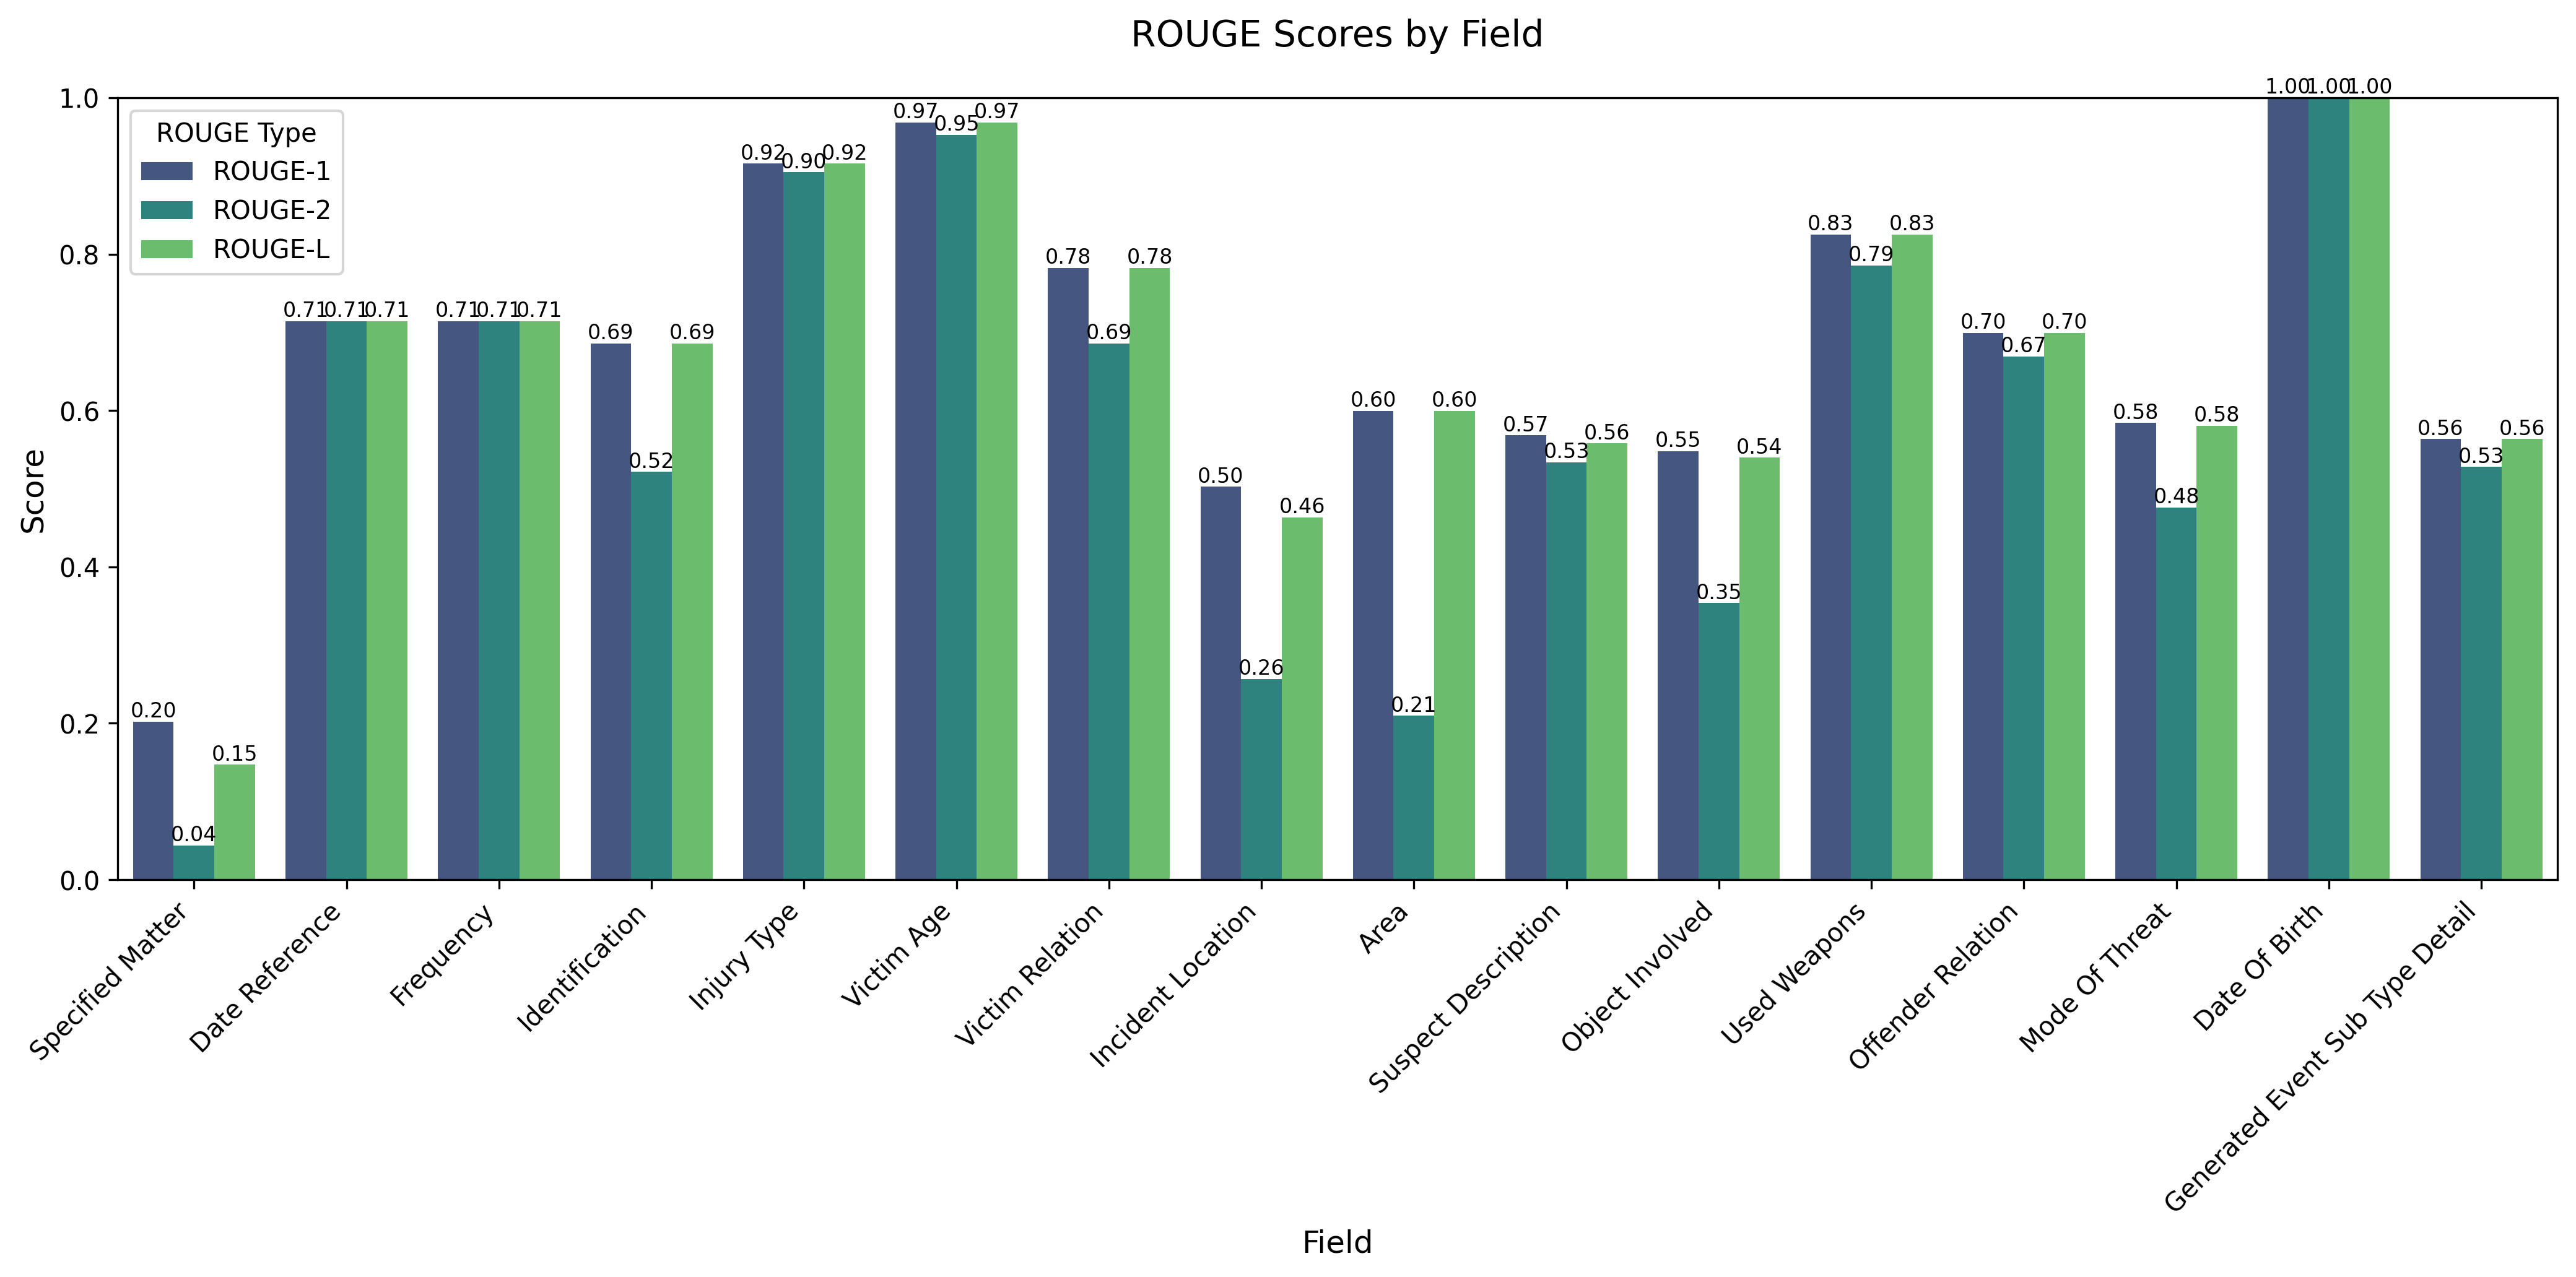 ROUGE Scores by Field
ROUGE Type
ROUGE-1
ROUGE-2
ROUGE-L
Score
1.0
0.8
0.6
0.4
0.2
0.0
0.20
0.04
0.15
0.71
0.71
0.71
0.71
0.71
0.71
0.69
0.52
0.69
0.92
0.90
0.92
0.97
0.95
0.97
0.78
0.69
0.78
0.50
0.26
0.46
0.60
0.21
0.60
0.57
0.53
0.56
0.55
0.35
0.54
0.83
0.79
0.83
0.70
0.67
0.70
0.58
0.48
0.58
1.00
1.00
1.00
0.56
0.53
0.56
Specified Matter
Date Reference
Frequency
Identification
Injury Type
Victim Age
Victim Relation
Incident Location
Area
Suspect Description
Object Involved
Used Weapons
Offender Relation
Mode Of Threat
Date Of Birth
Generated Event Sub Type Detail
Field